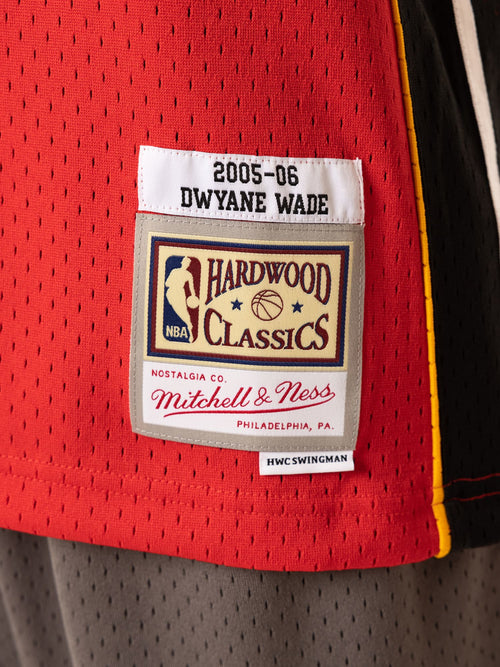 2005-06
DWYANE WADE
HARDWOOD
CLASSICS
NBA
NOSTALGIA CO.
Mitchell & Ness
PHILADELPHIA, PA.
HWC SWINGMAN